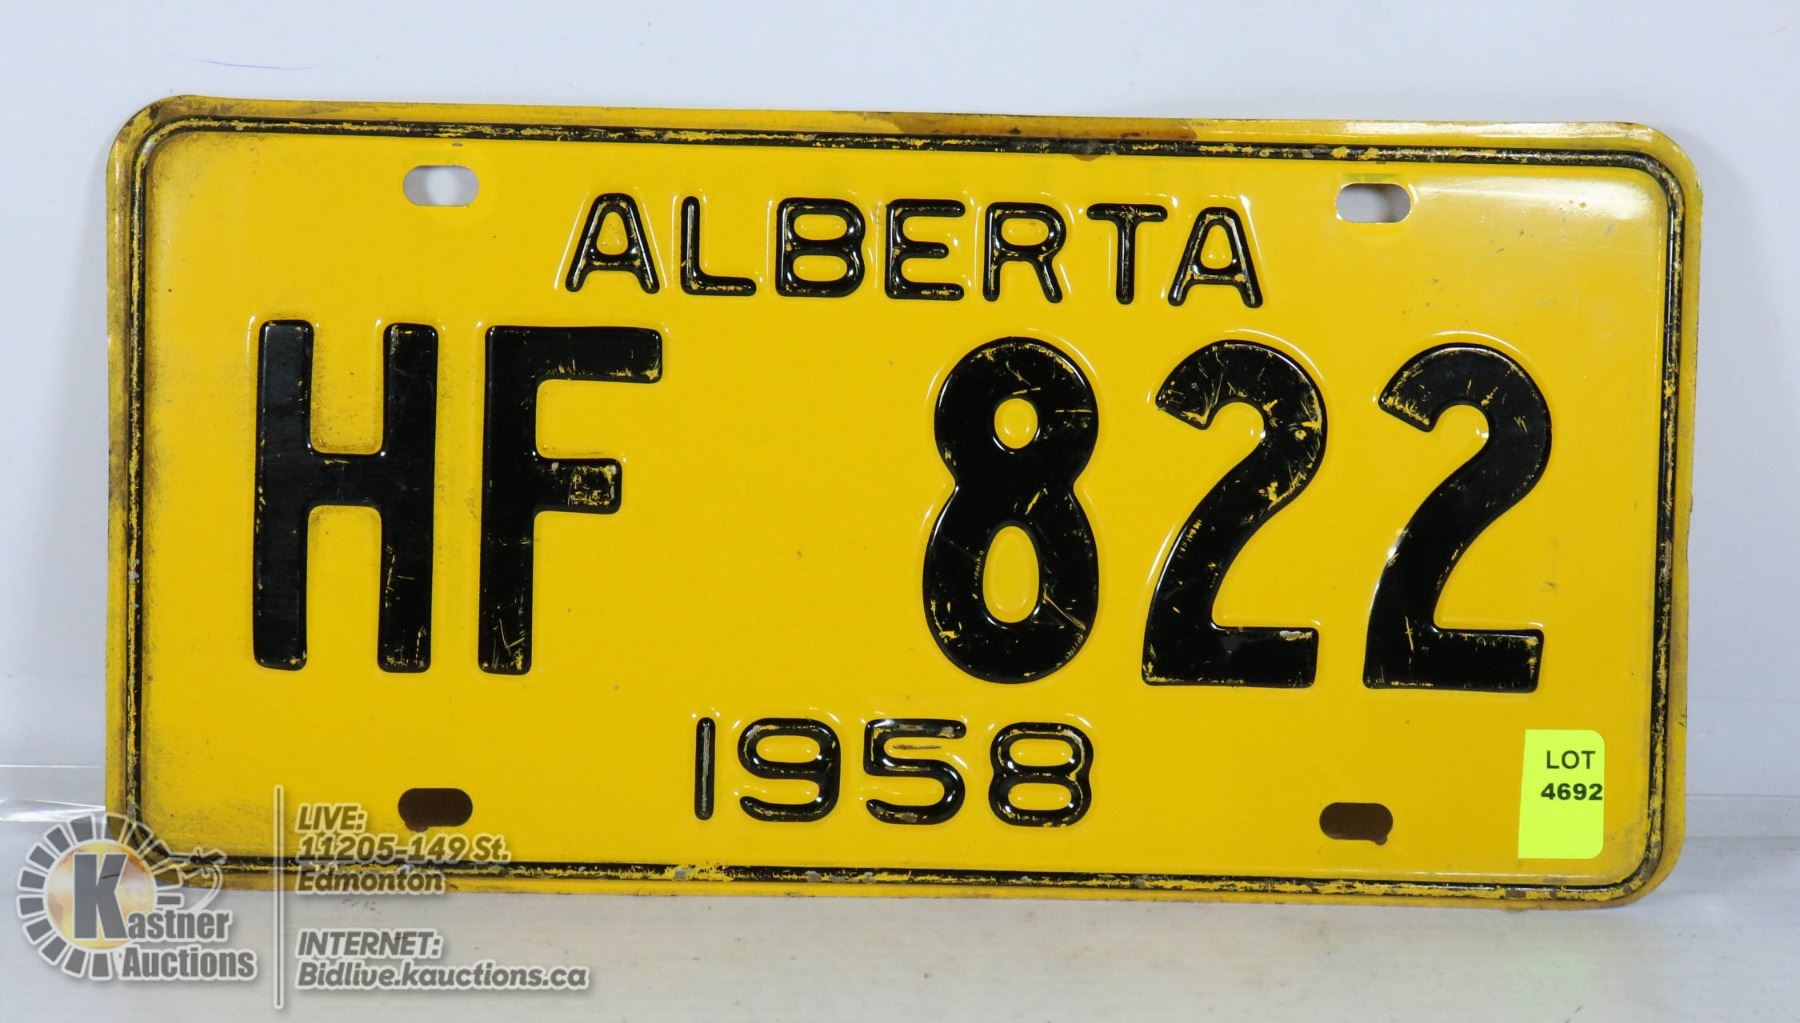 ALBERTA
HF 822
1958
LOT
4692
Kastner
Auctions
LIVE:
11205-149 St.
Edmonton
INTERNET:
Bidlive.kauctions.ca